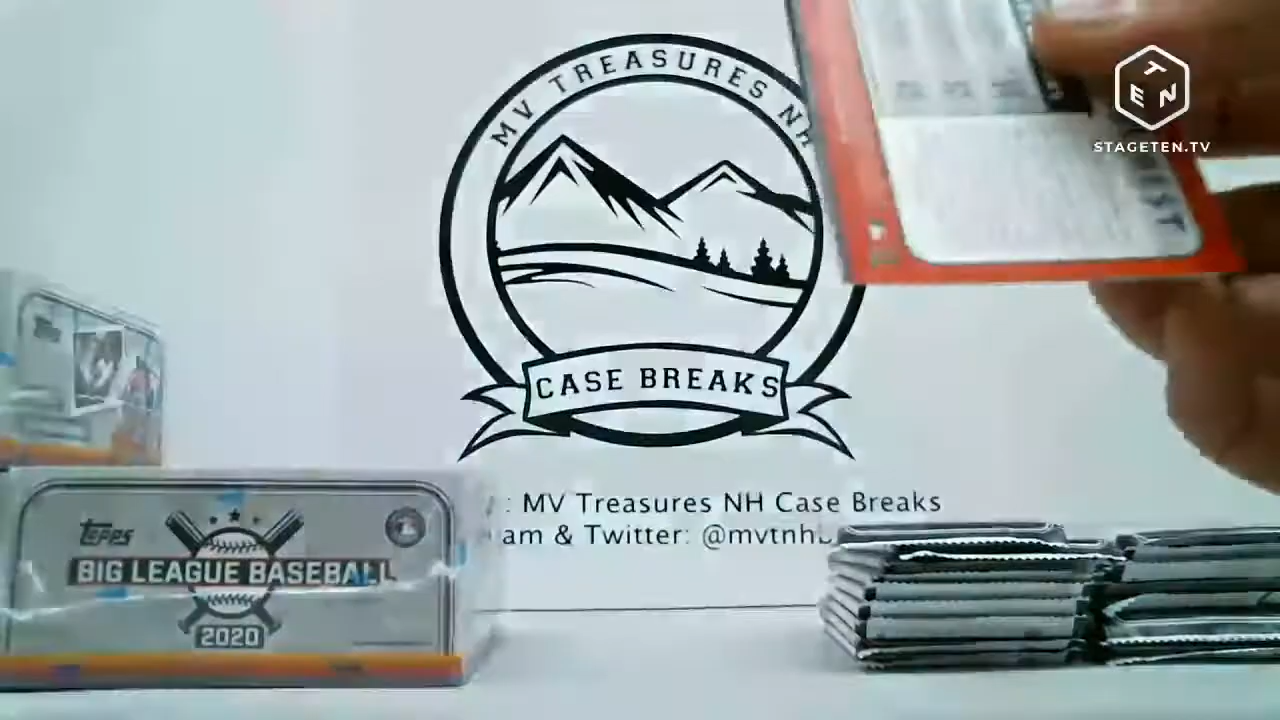 MV TREASURES NH
TEN
STAGETEN.TV
CASE BREAKS
: MV Treasures NH Case Breaks
am & Twitter: @mvtnhb
Topps
BIG LEAGUE BASEBALL
2020